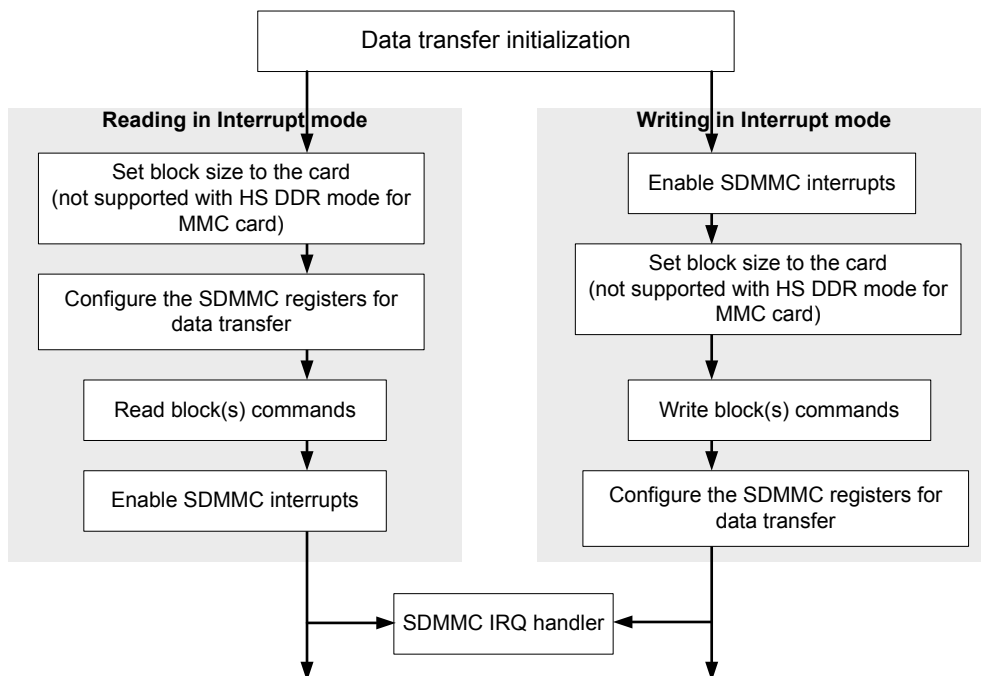 Data transfer initialization
Reading in Interrupt mode
Set block size to the card
(not supported with HS DDR mode for
MMC card)
Configure the SDMMC registers for
data transfer
Read block(s) commands
Enable SDMMC interrupts
Writing in Interrupt mode
Enable SDMMC interrupts
Set block size to the card
(not supported with HS DDR mode for
MMC card)
Write block(s) commands
Configure the SDMMC registers for
data transfer
SDMMC IRQ handler